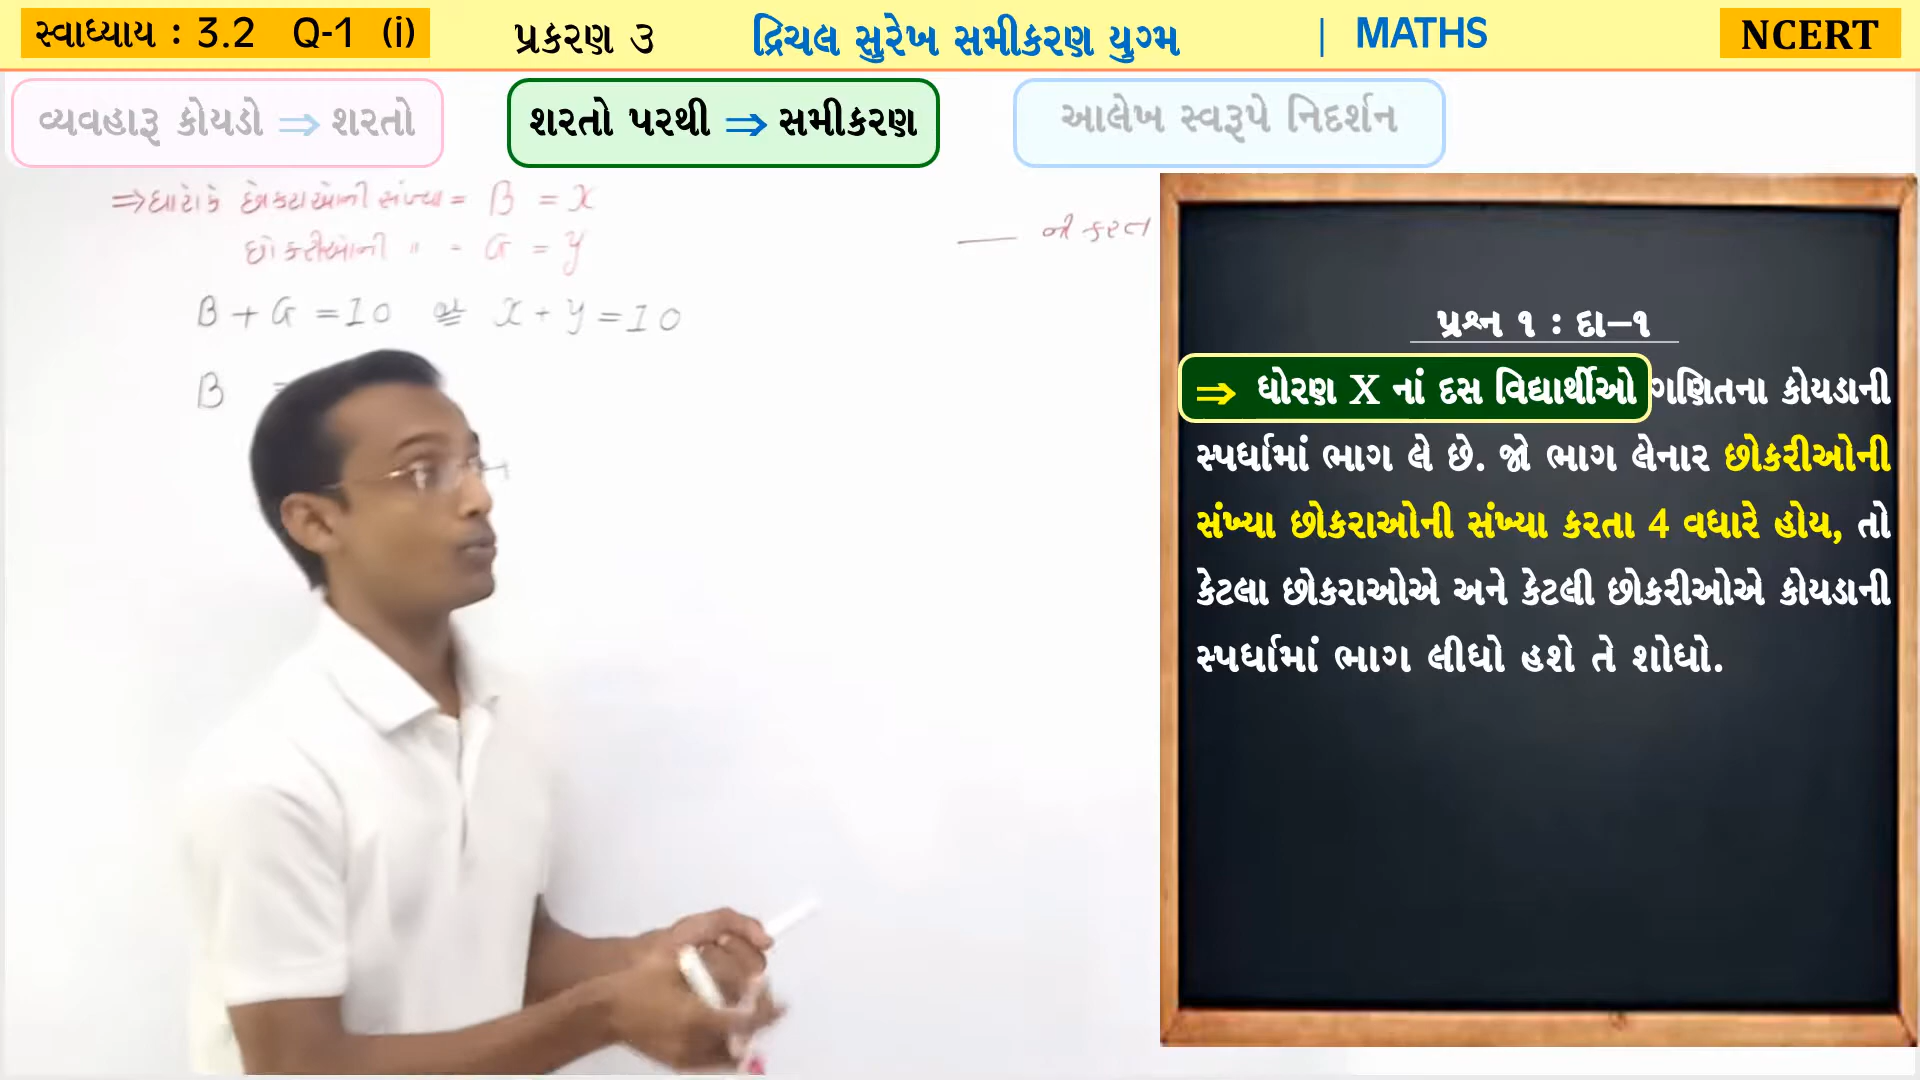 સ્વાધ્યાય : 3.2 Q-1 (i) પ્રકરણ ૩ દ્વિચલ સુરેખ સમીકરણ યુગ્મ | MATHS NCERT
વ્યવહારૂ કોયડો ⇒ શરતો
શરતો પરથી ⇒ સમીકરણ
આલેખ સ્વરૂપે નિદર્શન
⇒ ધારોકે છોકરાઓની સંખ્યા = B = x
છોકરીઓની " = G = y
B + G = 10 x + y = 10
B =
પ્રશ્ન ૧ : દા–૧
⇒ ધોરણ X નાં દસ વિદ્યાર્થીઓ ગણિતના કોયડાની
સ્પર્ધામાં ભાગ લે છે. જો ભાગ લેનાર છોકરીઓની
સંખ્યા છોકરાઓની સંખ્યા કરતા 4 વધારે હોય, તો
કેટલા છોકરાઓએ અને કેટલી છોકરીઓએ કોયડાની
સ્પર્ધામાં ભાગ લીધો હશે તે શોધો.